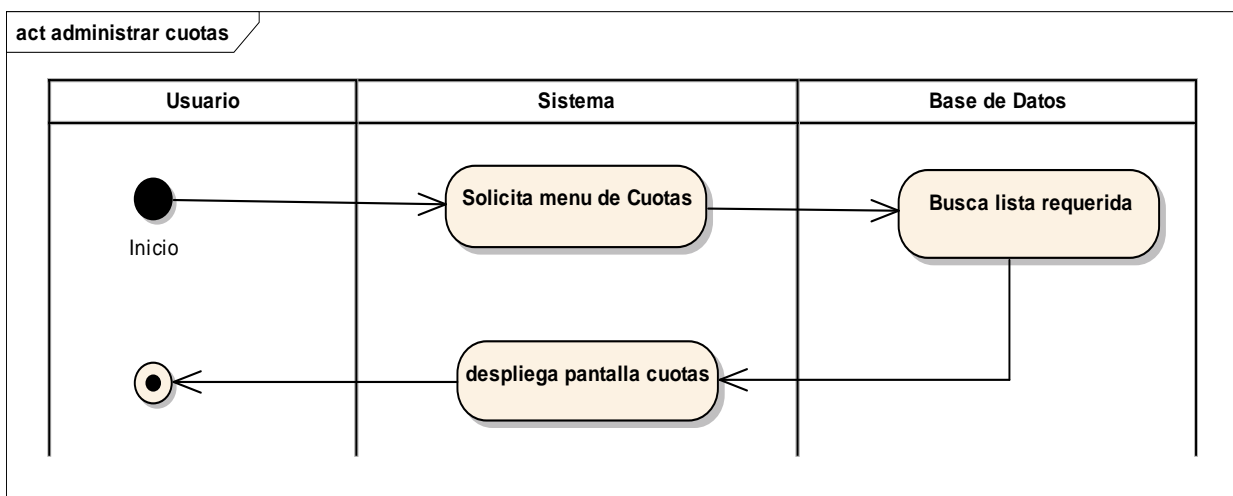 act administrar cuotas
Usuario
Sistema
Base de Datos
Inicio
Solicita menu de Cuotas
Busca lista requerida
despliega pantalla cuotas